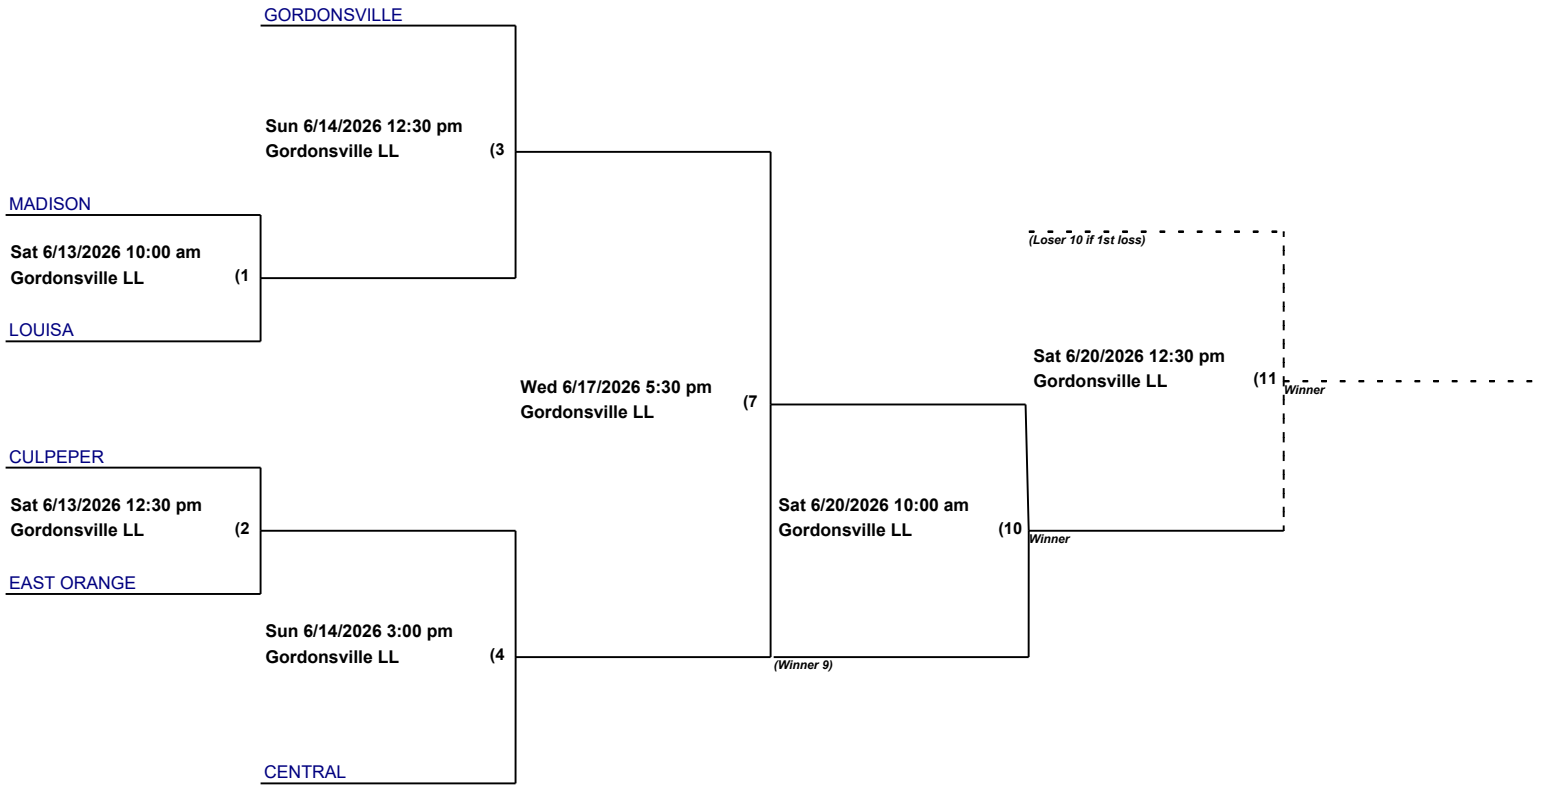 GORDONSVILLE
Sun 6/14/2026 12:30 pm
Gordonsville LL (3
MADISON
Sat 6/13/2026 10:00 am
Gordonsville LL (1
LOUISA
(Loser 10 if 1st loss)
Sat 6/20/2026 12:30 pm
Gordonsville LL (11
Winner
Wed 6/17/2026 5:30 pm
Gordonsville LL (7
CULPEPER
Sat 6/13/2026 12:30 pm
Gordonsville LL (2
EAST ORANGE
Sat 6/20/2026 10:00 am
Gordonsville LL (10
Winner
Sun 6/14/2026 3:00 pm
Gordonsville LL (4
(Winner 9)
CENTRAL